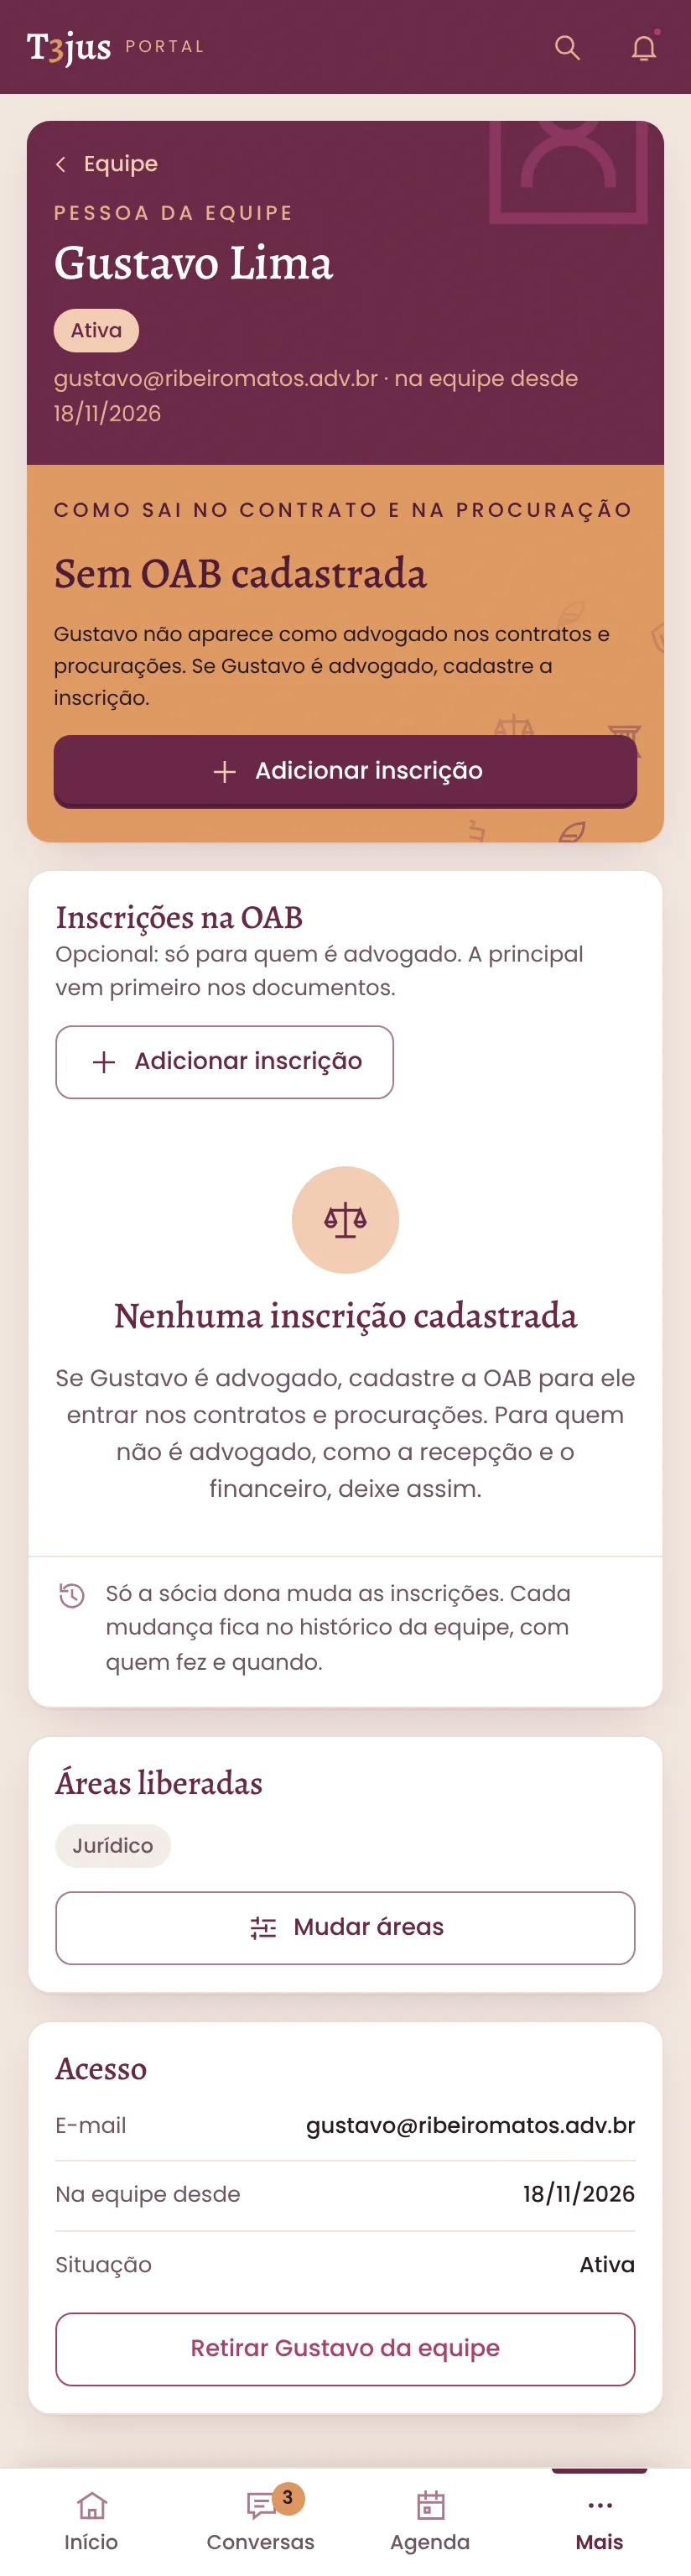 T3jus PORTAL
Equipe
PESSOA DA EQUIPE
Gustavo Lima
Ativa
gustavo@ribeiromatos.adv.br · na equipe desde
18/11/2026
COMO SAI NO CONTRATO E NA PROCURAÇÃO
Sem OAB cadastrada
Gustavo não aparece como advogado nos contratos e
procurações. Se Gustavo é advogado, cadastre a
inscrição.
Adicionar inscrição
Inscrições na OAB
Opcional: só para quem é advogado. A principal
vem primeiro nos documentos.
Adicionar inscrição
Nenhuma inscrição cadastrada
Se Gustavo é advogado, cadastre a OAB para ele
entrar nos contratos e procurações. Para quem
não é advogado, como a recepção e o
financeiro, deixe assim.
Só a sócia dona muda as inscrições. Cada
mudança fica no histórico da equipe, com
quem fez e quando.
Áreas liberadas
Jurídico
Mudar áreas
Acesso
E-mail gustavo@ribeiromatos.adv.br
Na equipe desde 18/11/2026
Situação Ativa
Retirar Gustavo da equipe
3
Início Conversas Agenda Mais